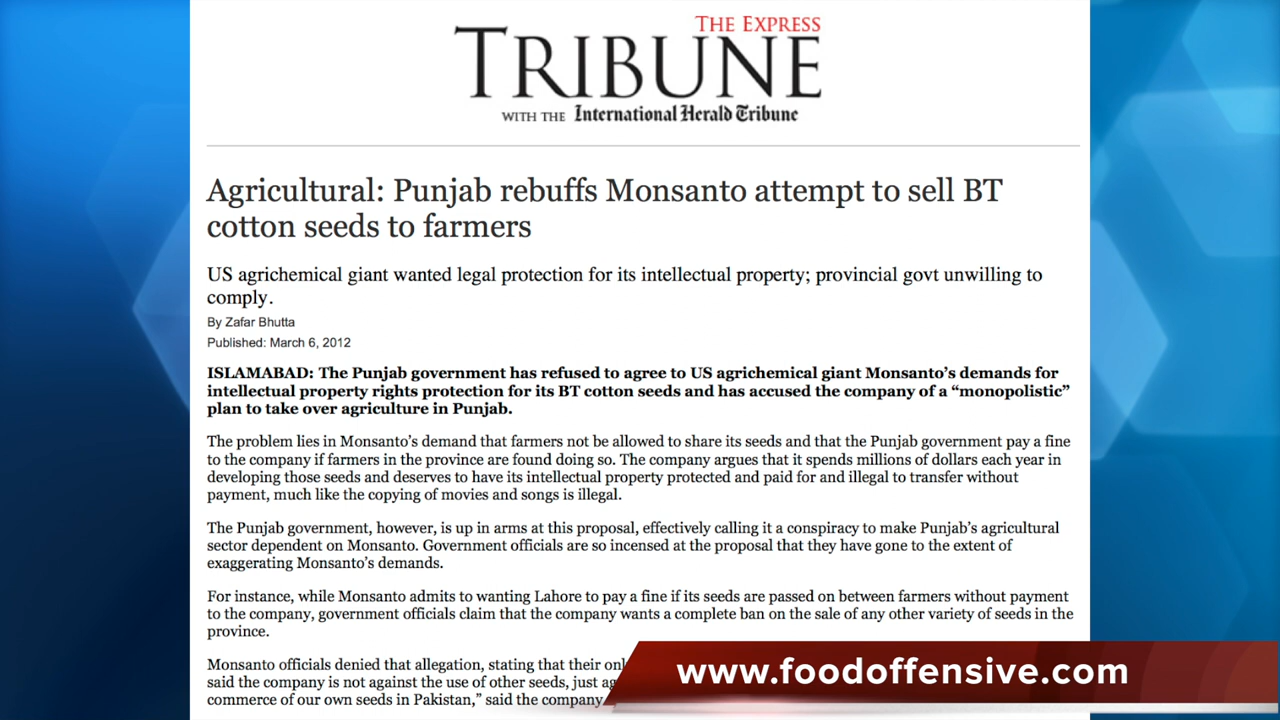 THE EXPRESS
TRIBUNE
WITH THE International Herald Tribune
Agricultural: Punjab rebuffs Monsanto attempt to sell BT
cotton seeds to farmers
US agrichemical giant wanted legal protection for its intellectual property; provincial govt unwilling to
comply.
By Zafar Bhutta
Published: March 6, 2012
ISLAMABAD: The Punjab government has refused to agree to US agrichemical giant Monsanto’s demands for
intellectual property rights protection for its BT cotton seeds and has accused the company of a “monopolistic”
plan to take over agriculture in Punjab.
The problem lies in Monsanto’s demand that farmers not be allowed to share its seeds and that the Punjab government pay a fine
to the company if farmers in the province are found doing so. The company argues that it spends millions of dollars each year in
developing those seeds and deserves to have its intellectual property protected and paid for and illegal to transfer without
payment, much like the copying of movies and songs is illegal.
The Punjab government, however, is up in arms at this proposal, effectively calling it a conspiracy to make Punjab’s agricultural
sector dependent on Monsanto. Government officials are so incensed at the proposal that they have gone to the extent of
exaggerating Monsanto’s demands.
For instance, while Monsanto admits to wanting Lahore to pay a fine if its seeds are passed on between farmers without payment
to the company, government officials claim that the company wants a complete ban on the sale of any other variety of seeds in the
province.
Monsanto officials denied that allegation, stating that their
said the company is not against the use of other seeds, just
commerce of our own seeds in Pakistan,” said the company
www.foodoffensive.com